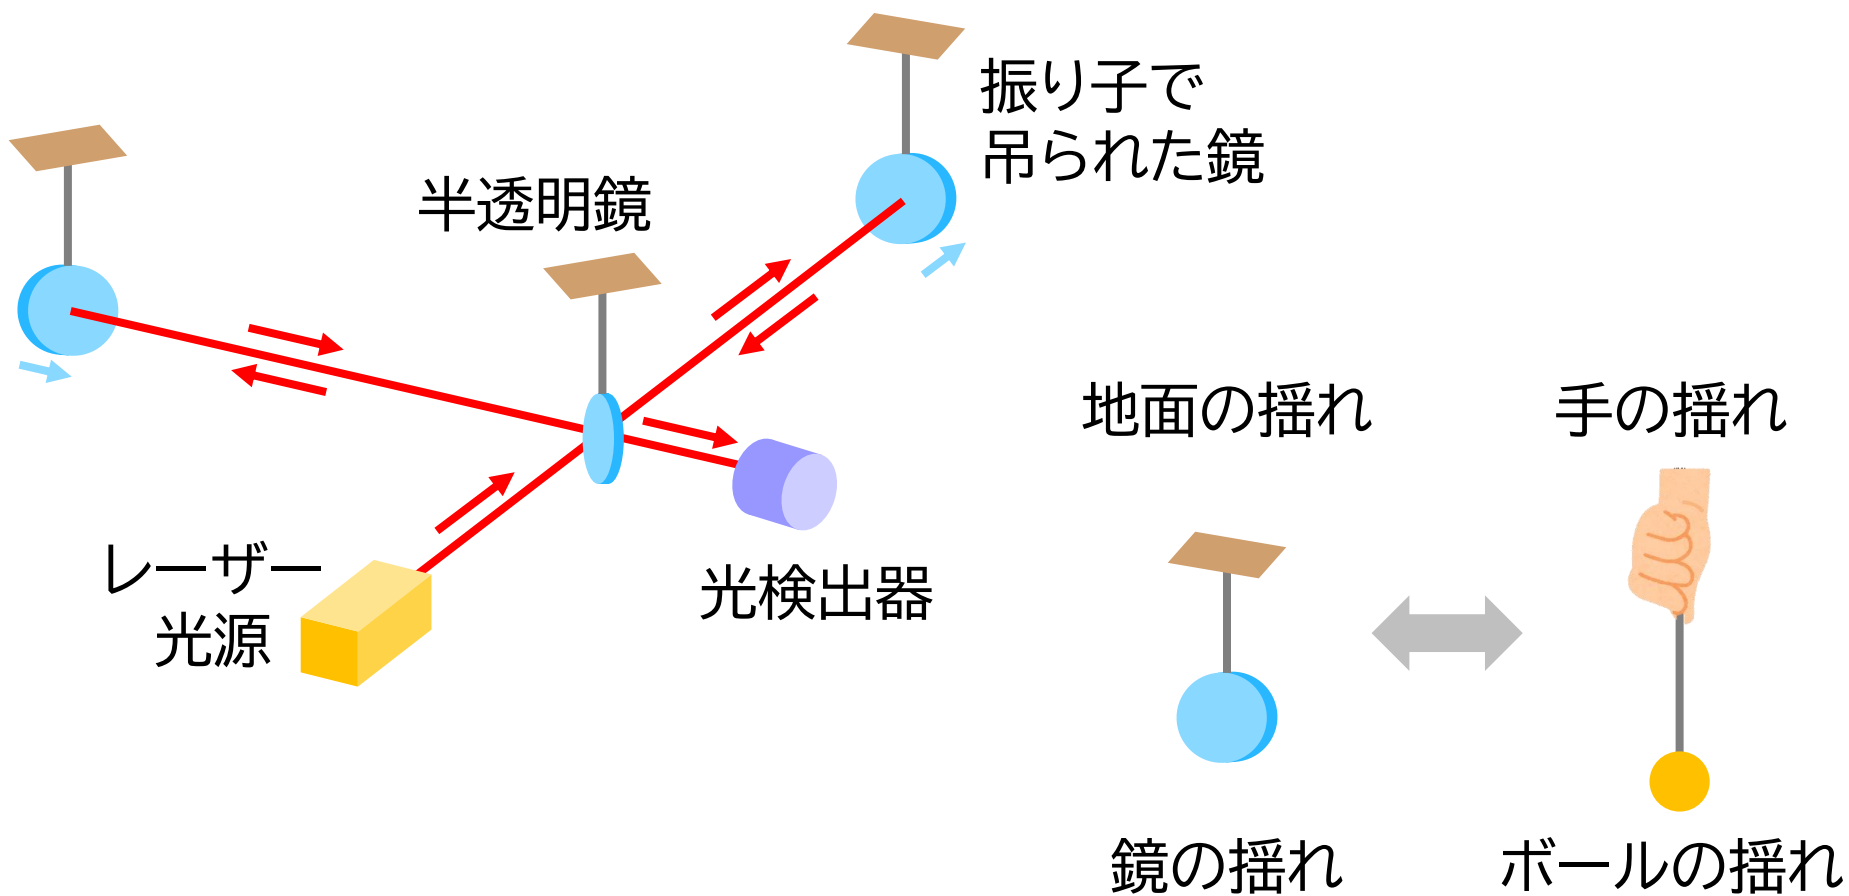 振り子で
吊られた鏡
半透明鏡
レーザー
光源
光検出器
地面の揺れ
手の揺れ
鏡の揺れ
ボールの揺れ